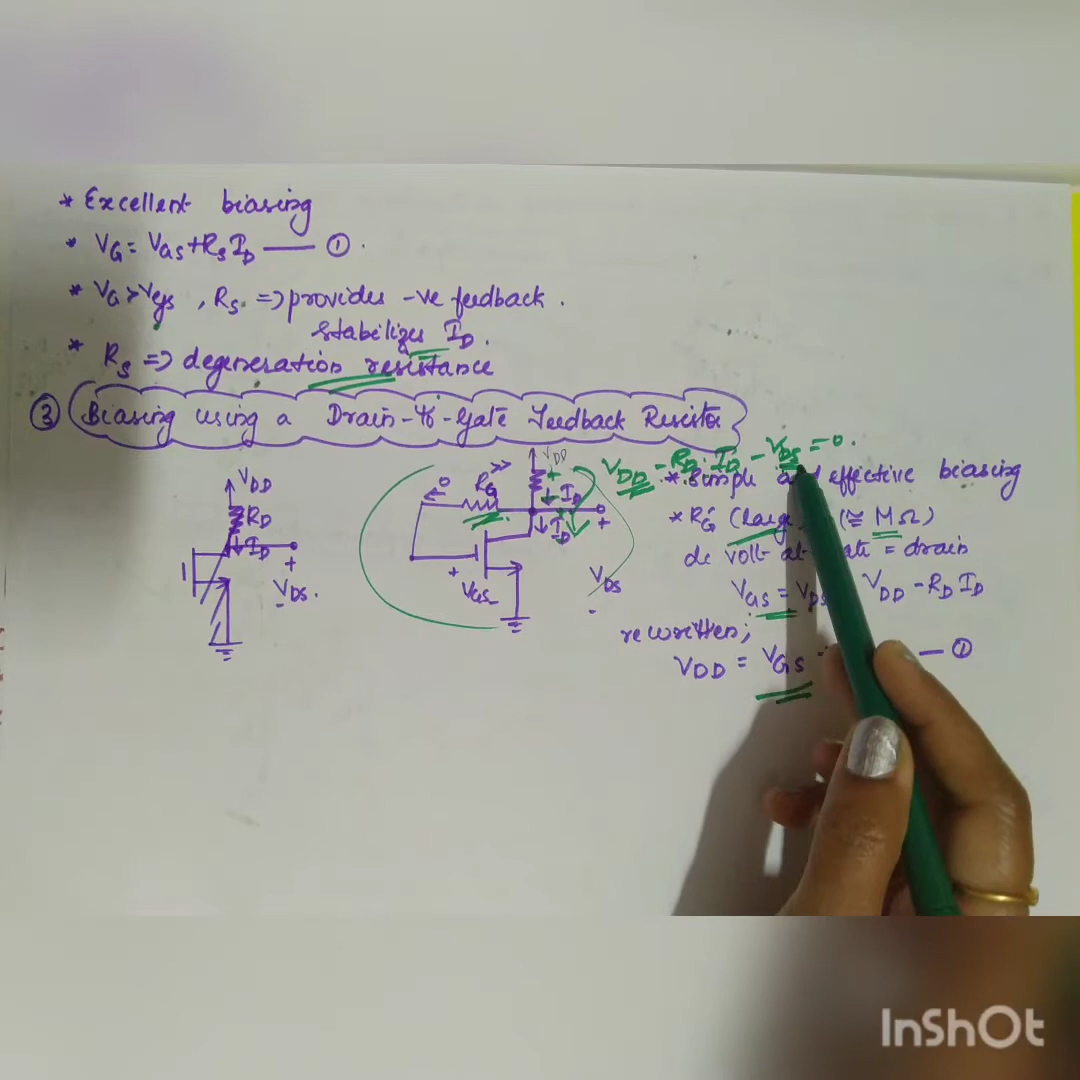 * Excellent biasing
* VG = VGS + RS ID —— ①.
* VG > VGS, RS. => provides -ve feedback.
stabilizes ID.
* RS => degeneration resistance
③ Biasing using a Drain-to-Gate Feedback Resistor
VDD - RD ID - VDS = 0.
VDD
RD
ID
+
VDS.
-
VDD
0
RG
>>
+
ID
-
ID
+
+
VGS
-
VDS
-
* Simple effective biasing
* RG (Large) (≅ MΩ)
dc volt at = drain
VGS = VDS VDD - RD ID
rewritten;
VDD = VGS — ①
InShOt